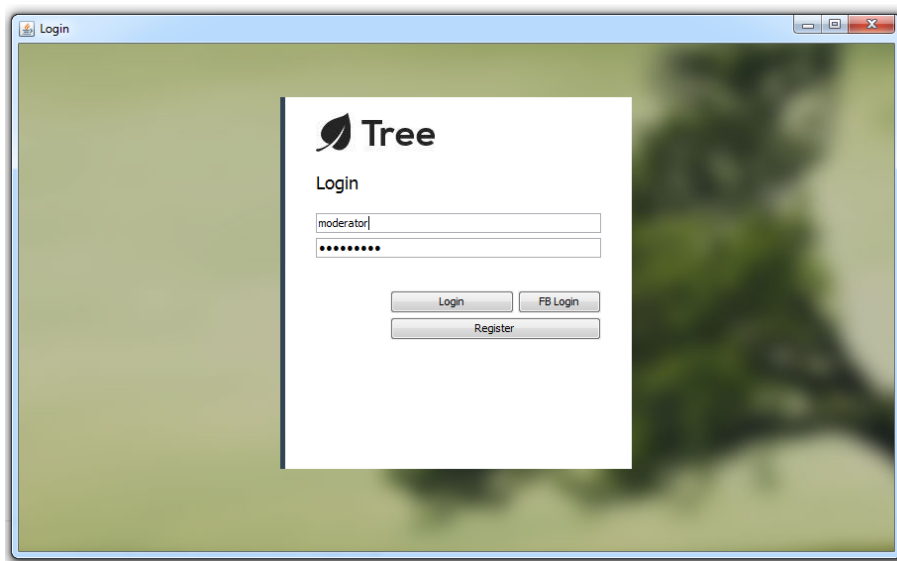 Login
Tree
Login
moderator
•••••••••
Login FB Login
Register